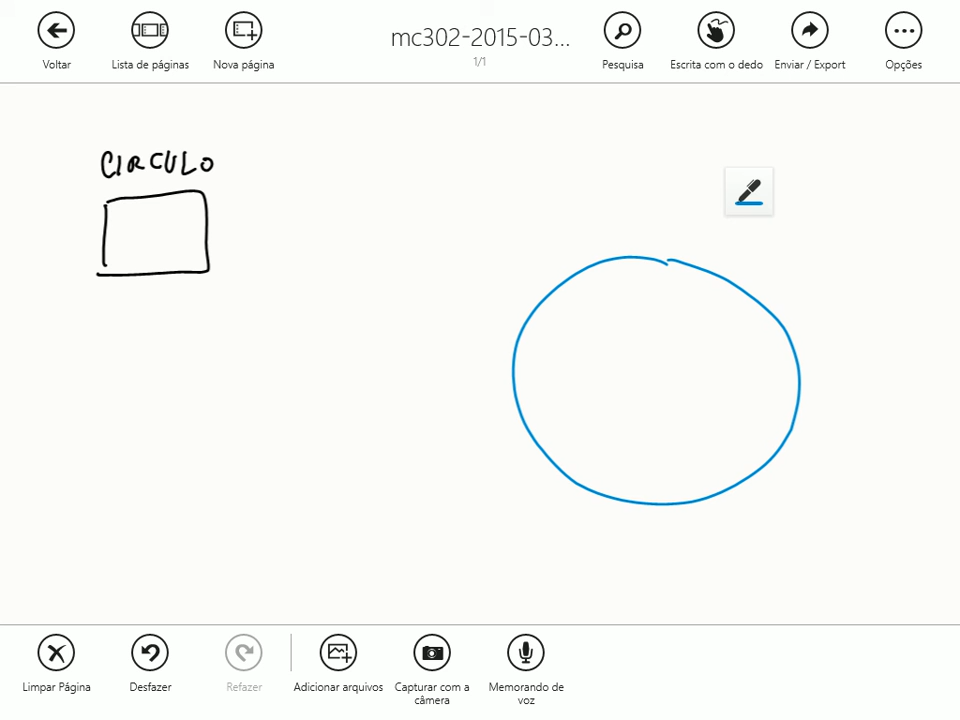 mc302-2015-03...
1/1
Voltar
Lista de páginas
Nova página
Pesquisa
Escrita com o dedo
Enviar / Export
Opções
CIRCULO
Limpar Página
Desfazer
Refazer
Adicionar arquivos
Capturar com a
câmera
Memorando de
voz